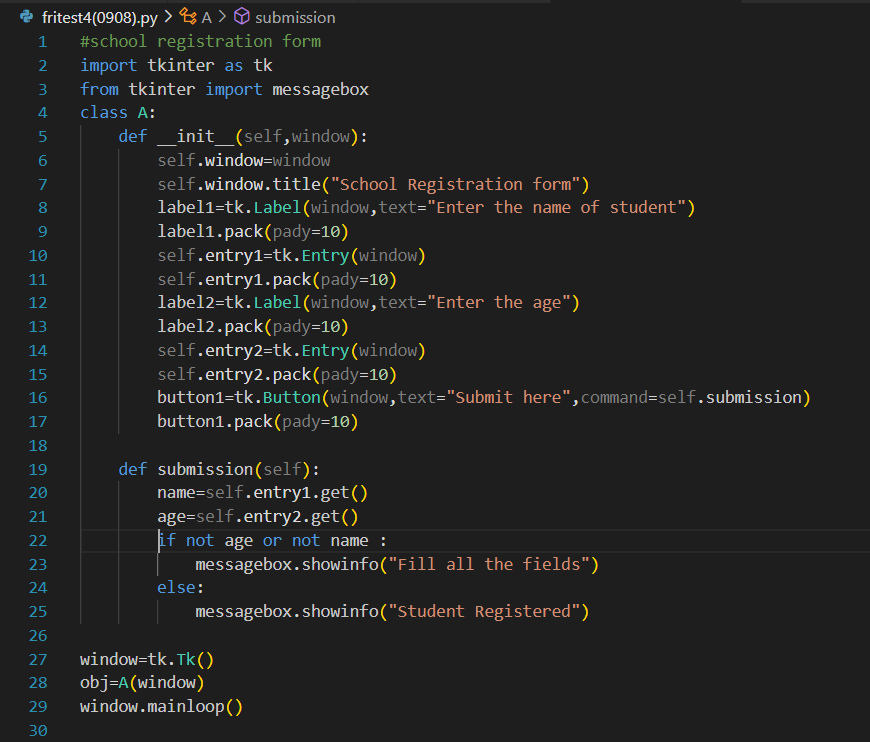 fritest4(0908).py > A > submission
1 #school registration form
2 import tkinter as tk
3 from tkinter import messagebox
4 class A:
5     def __init__(self,window):
6         self.window=window
7         self.window.title("School Registration form")
8         label1=tk.Label(window,text="Enter the name of student")
9         label1.pack(pady=10)
10         self.entry1=tk.Entry(window)
11         self.entry1.pack(pady=10)
12         label2=tk.Label(window,text="Enter the age")
13         label2.pack(pady=10)
14         self.entry2=tk.Entry(window)
15         self.entry2.pack(pady=10)
16         button1=tk.Button(window,text="Submit here",command=self.submission)
17         button1.pack(pady=10)
18
19     def submission(self):
20         name=self.entry1.get()
21         age=self.entry2.get()
22         if not age or not name :
23             messagebox.showinfo("Fill all the fields")
24         else:
25             messagebox.showinfo("Student Registered")
26
27 window=tk.Tk()
28 obj=A(window)
29 window.mainloop()
30